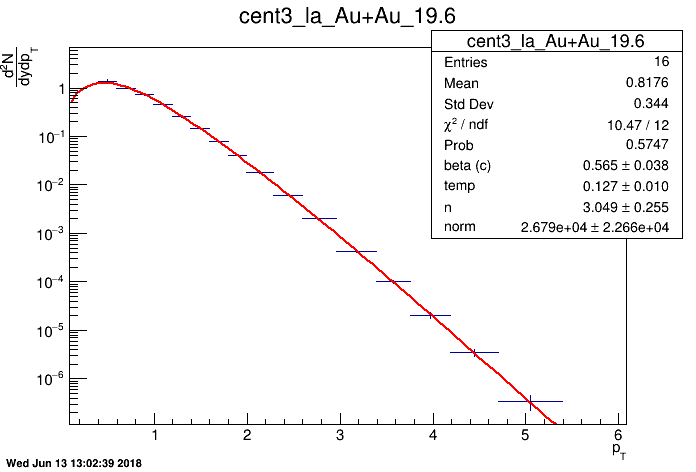 cent3_la_Au+Au_19.6
d²N
dydp_T
cent3_la_Au+Au_19.6
Entries 16
Mean 0.8176
Std Dev 0.344
χ² / ndf 10.47 / 12
Prob 0.5747
beta (c) 0.565 ± 0.038
temp 0.127 ± 0.010
n 3.049 ± 0.255
norm 2.679e+04 ± 2.266e+04
1
10⁻¹
10⁻²
10⁻³
10⁻⁴
10⁻⁵
10⁻⁶
1 2 3 4 5 6
p_T
Wed Jun 13 13:02:39 2018